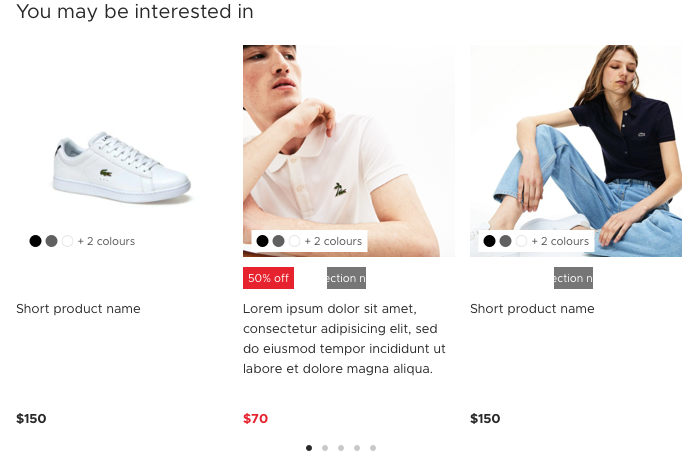 You may be interested in
+ 2 colours
+ 2 colours
+ 2 colours
50% off
Short product name
Lorem ipsum dolor sit amet,
consectetur adipisicing elit, sed
do eiusmod tempor incididunt ut
labore et dolore magna aliqua.
Short product name
$150
$70
$150